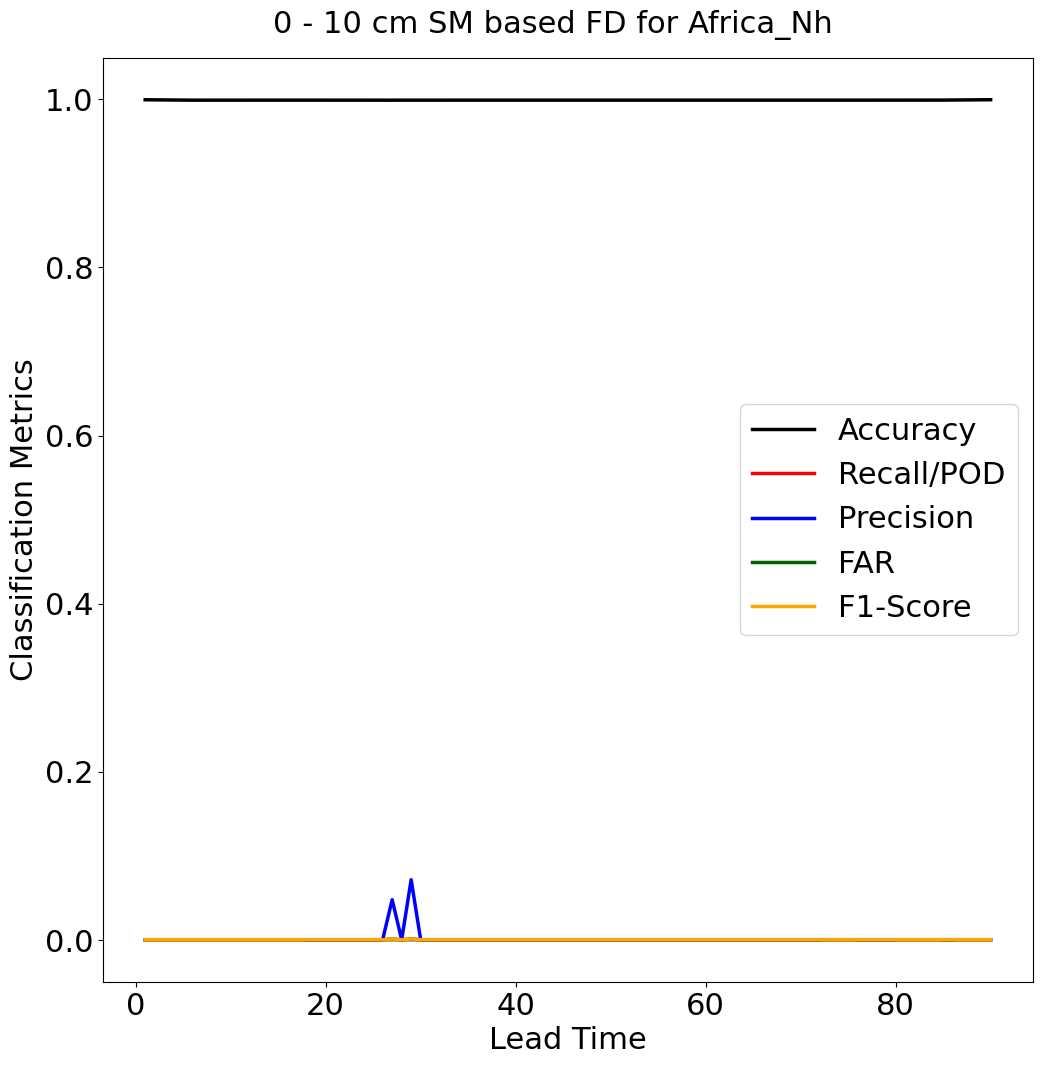 0 - 10 cm SM based FD for Africa_Nh
1.0
0.8
0.6
0.4
0.2
0.0
Classification Metrics
Accuracy
Recall/POD
Precision
FAR
F1-Score
0 20 40 60 80
Lead Time